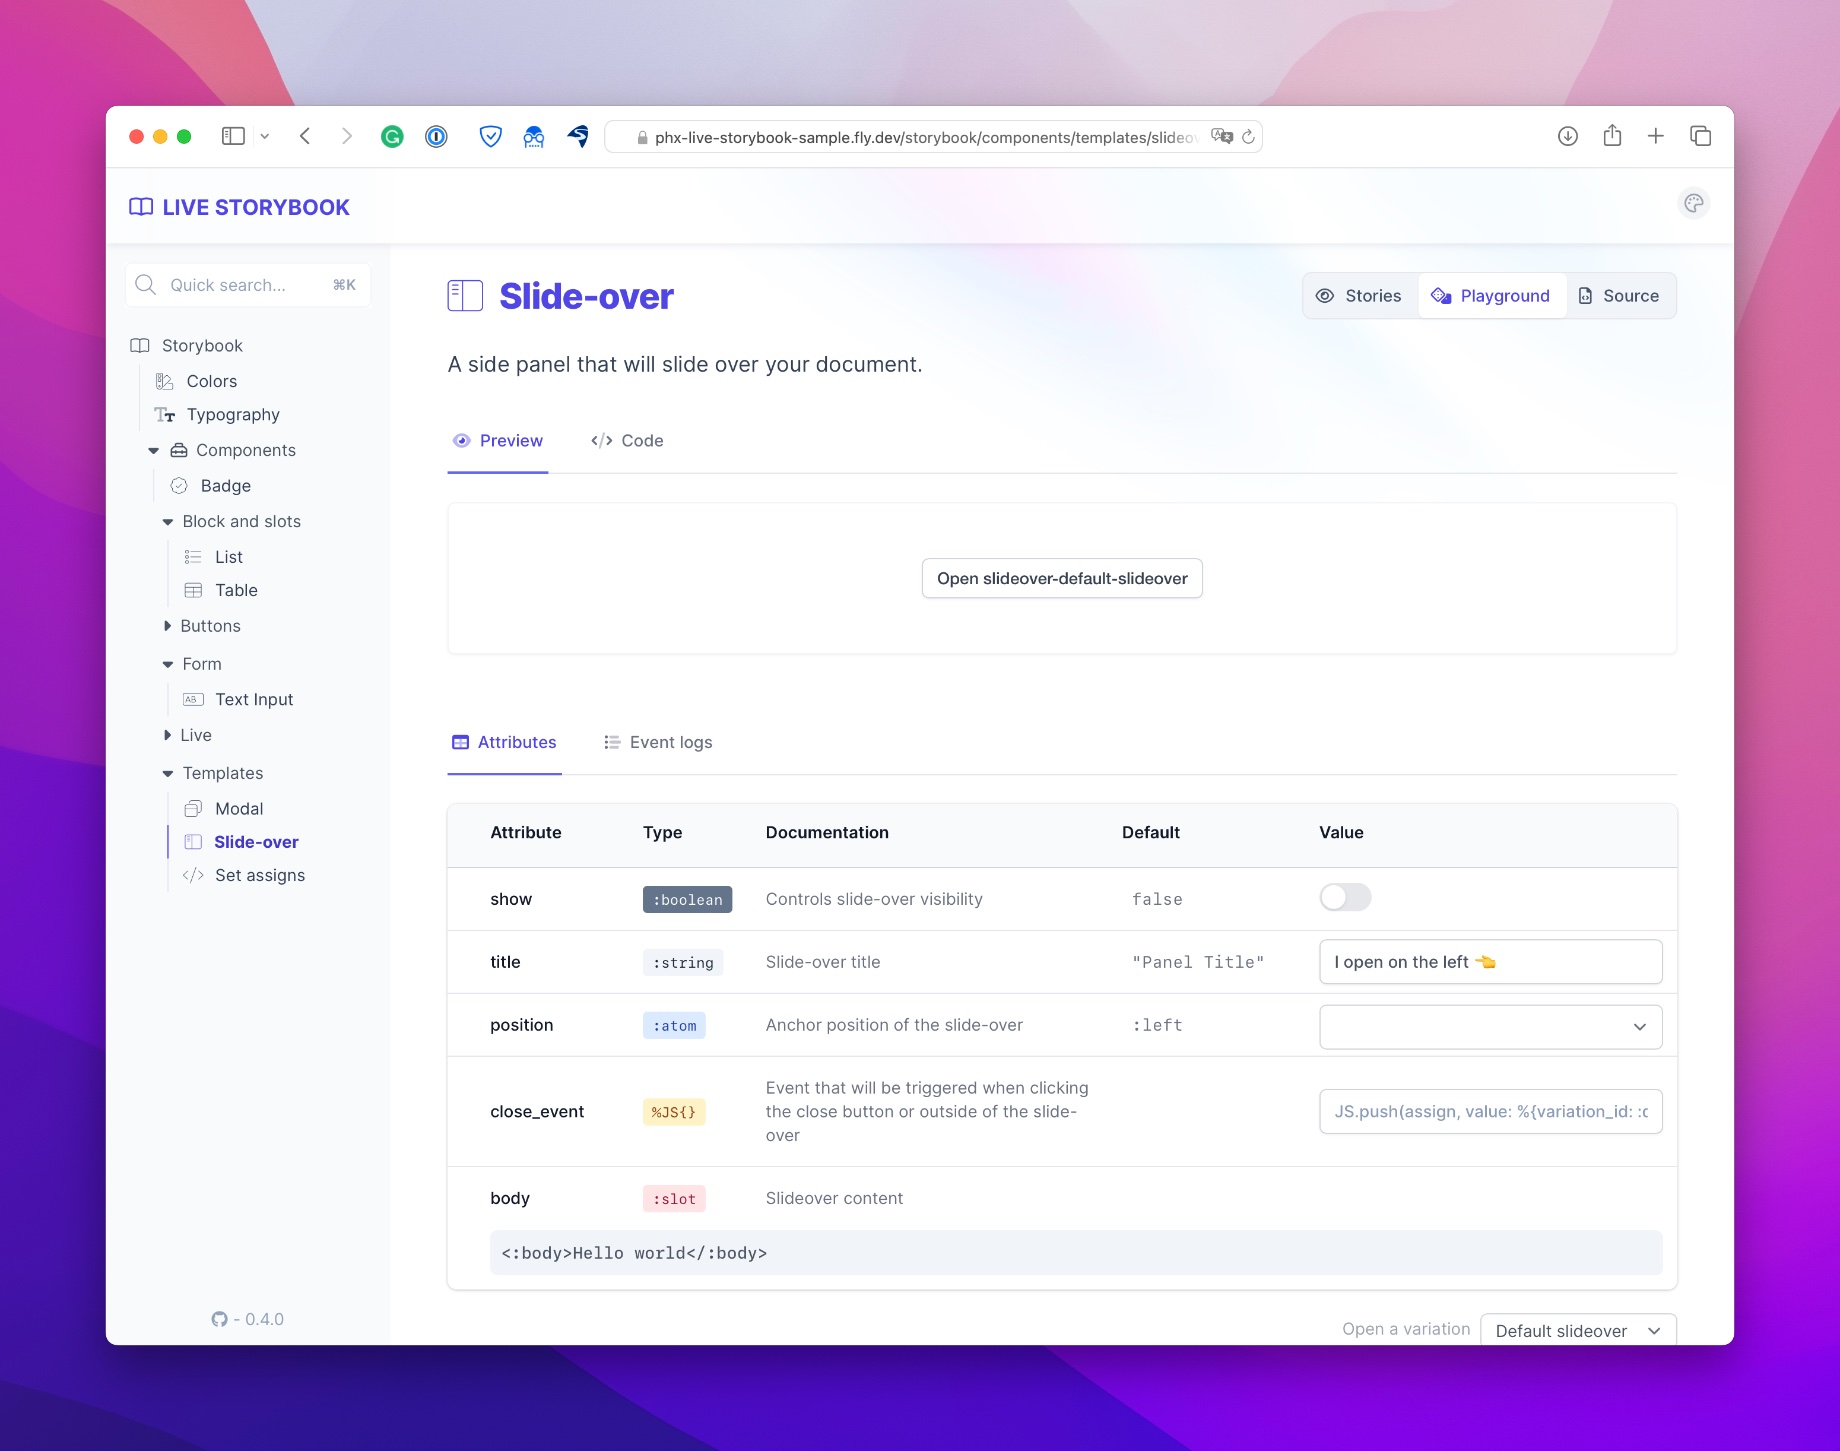 phx-live-storybook-sample.fly.dev/storybook/components/templates/slideov
LIVE STORYBOOK
Quick search... ⌘K
Storybook
Colors
Typography
Components
Badge
Block and slots
List
Table
Buttons
Form
Text Input
Live
Templates
Modal
Slide-over
Set assigns
- 0.4.0
Slide-over
Stories Playground Source
A side panel that will slide over your document.
Preview </> Code
Open slideover-default-slideover
Attributes Event logs
Attribute Type Documentation Default Value
show :boolean Controls slide-over visibility false
title :string Slide-over title "Panel Title" I open on the left 👈
position :atom Anchor position of the slide-over :left
close_event %JS{} Event that will be triggered when clicking
the close button or outside of the slide-
over
JS.push(assign, value: %{variation_id: :d
body :slot Slideover content
<:body>Hello world</:body>
Open a variation Default slideover